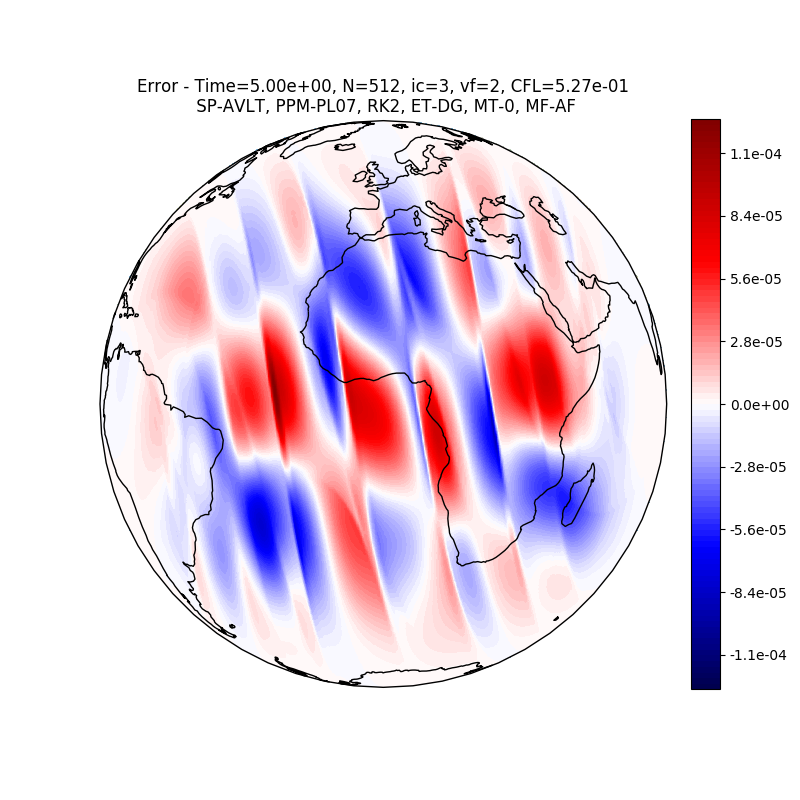 Error - Time=5.00e+00, N=512, ic=3, vf=2, CFL=5.27e-01
SP-AVLT, PPM-PL07, RK2, ET-DG, MT-0, MF-AF
1.1e-04
8.4e-05
5.6e-05
2.8e-05
0.0e+00
-2.8e-05
-5.6e-05
-8.4e-05
-1.1e-04